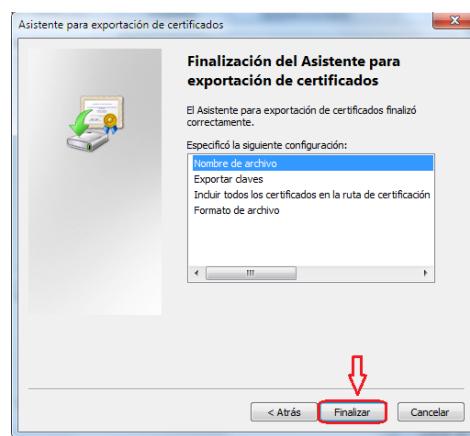 Asistente para exportación de certificados
Finalización del Asistente para
exportación de certificados
El Asistente para exportación de certificados finalizó
correctamente.
Especificó la siguiente configuración:
Nombre de archivo
Exportar claves
Incluir todos los certificados en la ruta de certificación
Formato de archivo
< Atrás
Finalizar
Cancelar